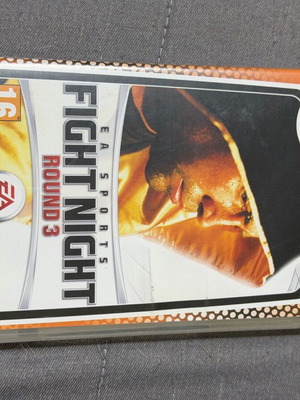 16
EA SPORTS
FIGHT NIGHT
ROUND 3
EA